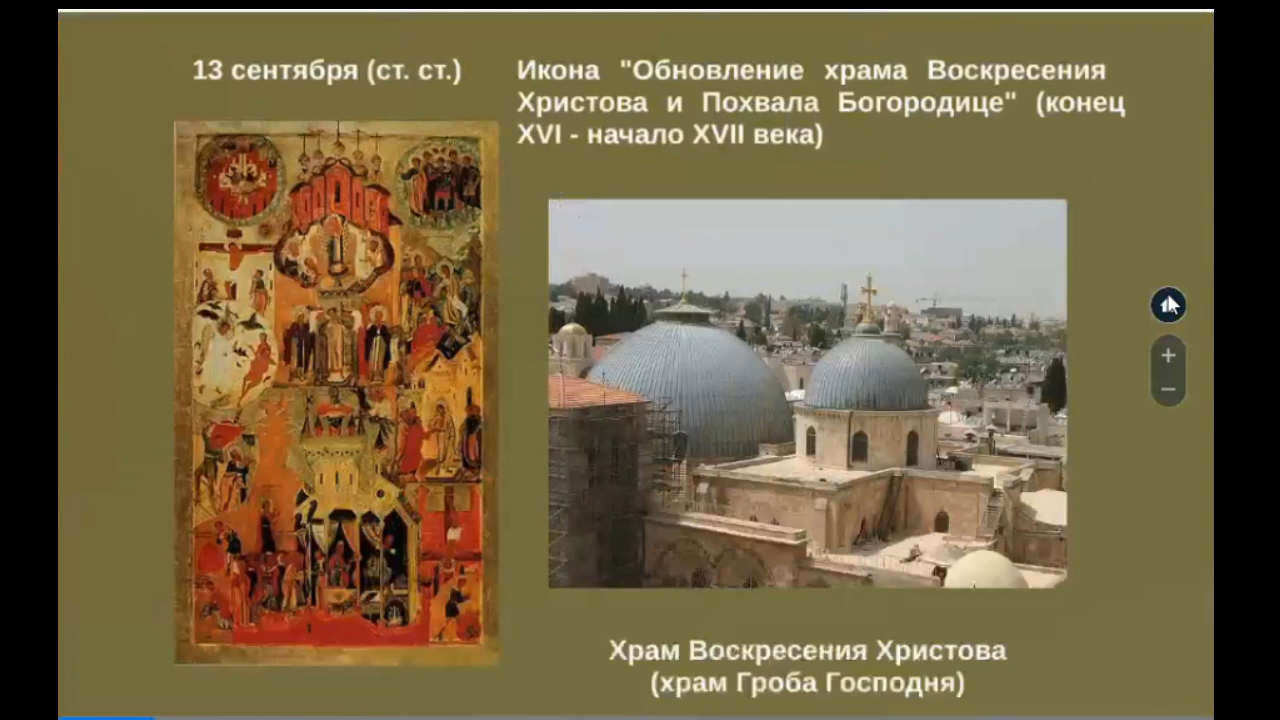 13 сентября (ст. ст.)
Икона "Обновление храма Воскресения
Христова и Похвала Богородице" (конец
XVI - начало XVII века)
Храм Воскресения Христова
(храм Гроба Господня)